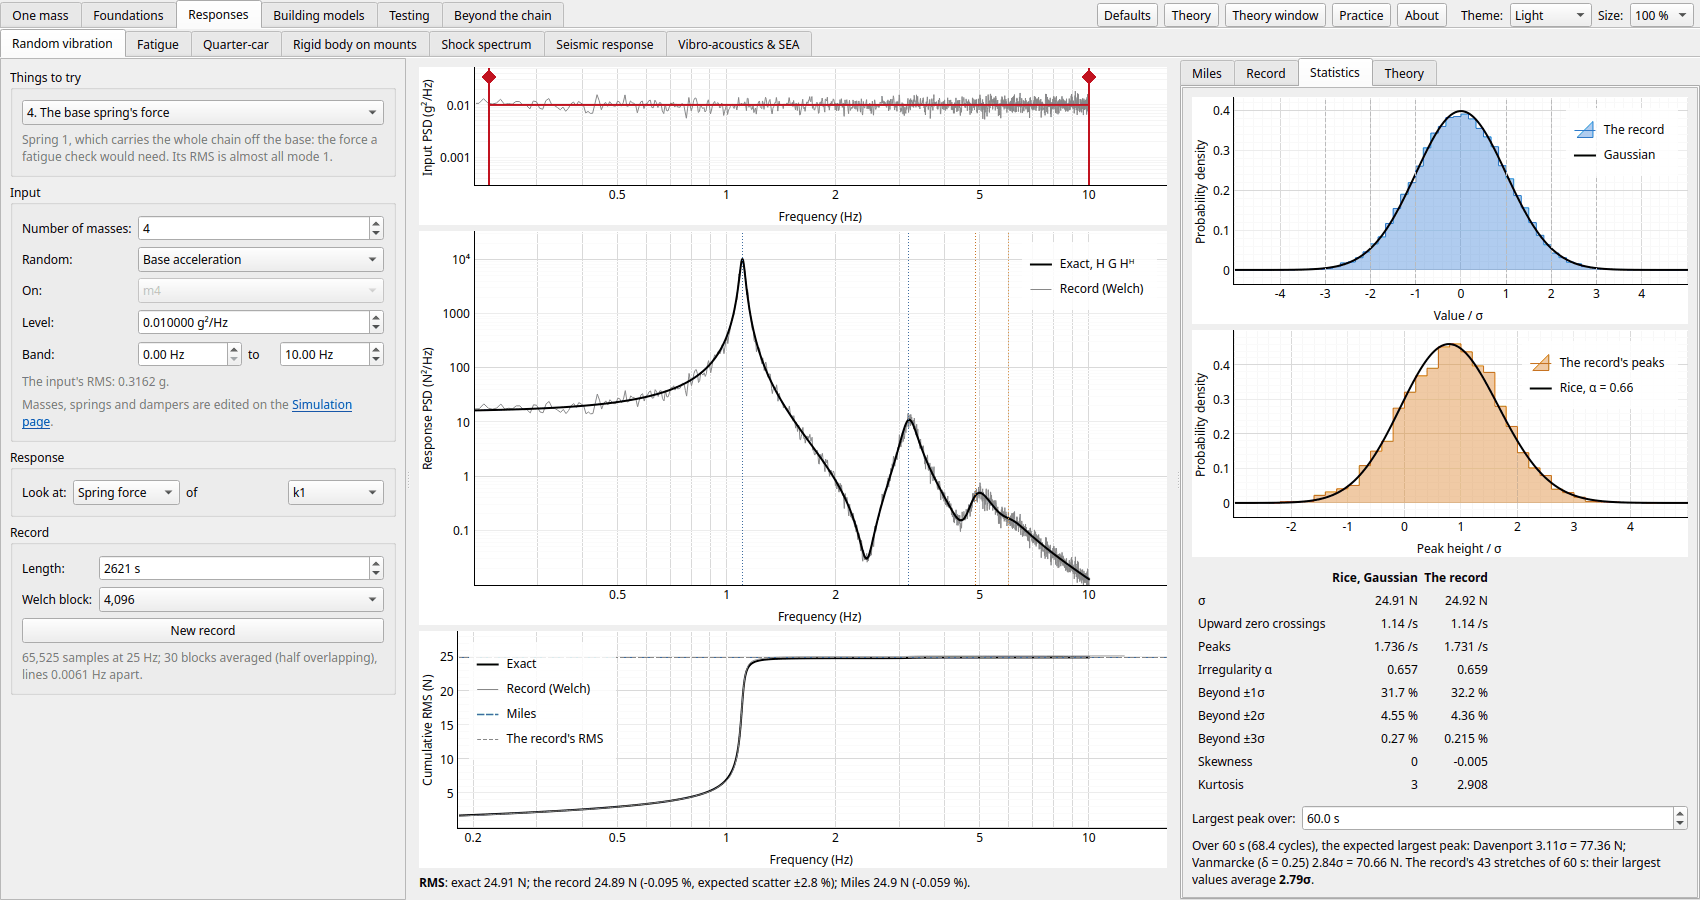 One mass
Foundations
Responses
Building models
Testing
Beyond the chain
Defaults
Theory
Theory window
Practice
About
Theme:
Light
Size:
100 %
Random vibration
Fatigue
Quarter-car
Rigid body on mounts
Shock spectrum
Seismic response
Vibro-acoustics & SEA
Things to try
4. The base spring's force
Spring 1, which carries the whole chain off the base: the force a
fatigue check would need. Its RMS is almost all mode 1.
Input
Number of masses: 4
Random: Base acceleration
On: m4
Level: 0.010000 g²/Hz
Band: 0.00 Hz to 10.00 Hz
The input's RMS: 0.3162 g.
Masses, springs and dampers are edited on the Simulation
page.
Response
Look at: Spring force of k1
Record
Length: 2621 s
Welch block: 4,096
New record
65,525 samples at 25 Hz; 30 blocks averaged (half overlapping),
lines 0.0061 Hz apart.
Input PSD (g²/Hz)
0.01
0.001
0.5 1 2 5 10
Frequency (Hz)
Response PSD (N²/Hz)
10⁴
1000
100
10
1
0.1
Exact, H G Hᴴ
Record (Welch)
0.5 1 2 5 10
Frequency (Hz)
Cumulative RMS (N)
25
20
15
10
5
Exact
Record (Welch)
Miles
The record's RMS
0.2 0.5 1 2 5 10
Frequency (Hz)
RMS: exact 24.91 N; the record 24.89 N (-0.095 %, expected scatter ±2.8 %); Miles 24.9 N (-0.059 %).
Miles
Record
Statistics
Theory
Probability density
0.4
0.3
0.2
0.1
0
The record
Gaussian
-4 -3 -2 -1 0 1 2 3 4
Value / σ
Probability density
0.4
0.3
0.2
0.1
0
The record's peaks
Rice, α = 0.66
-2 -1 0 1 2 3 4
Peak height / σ
Rice, Gaussian The record
σ 24.91 N 24.92 N
Upward zero crossings 1.14 /s 1.14 /s
Peaks 1.736 /s 1.731 /s
Irregularity α 0.657 0.659
Beyond ±1σ 31.7 % 32.2 %
Beyond ±2σ 4.55 % 4.36 %
Beyond ±3σ 0.27 % 0.215 %
Skewness 0 -0.005
Kurtosis 3 2.908
Largest peak over: 60.0 s
Over 60 s (68.4 cycles), the expected largest peak: Davenport 3.11σ = 77.36 N;
Vanmarcke (δ = 0.25) 2.84σ = 70.66 N. The record's 43 stretches of 60 s: their largest
values average 2.79σ.